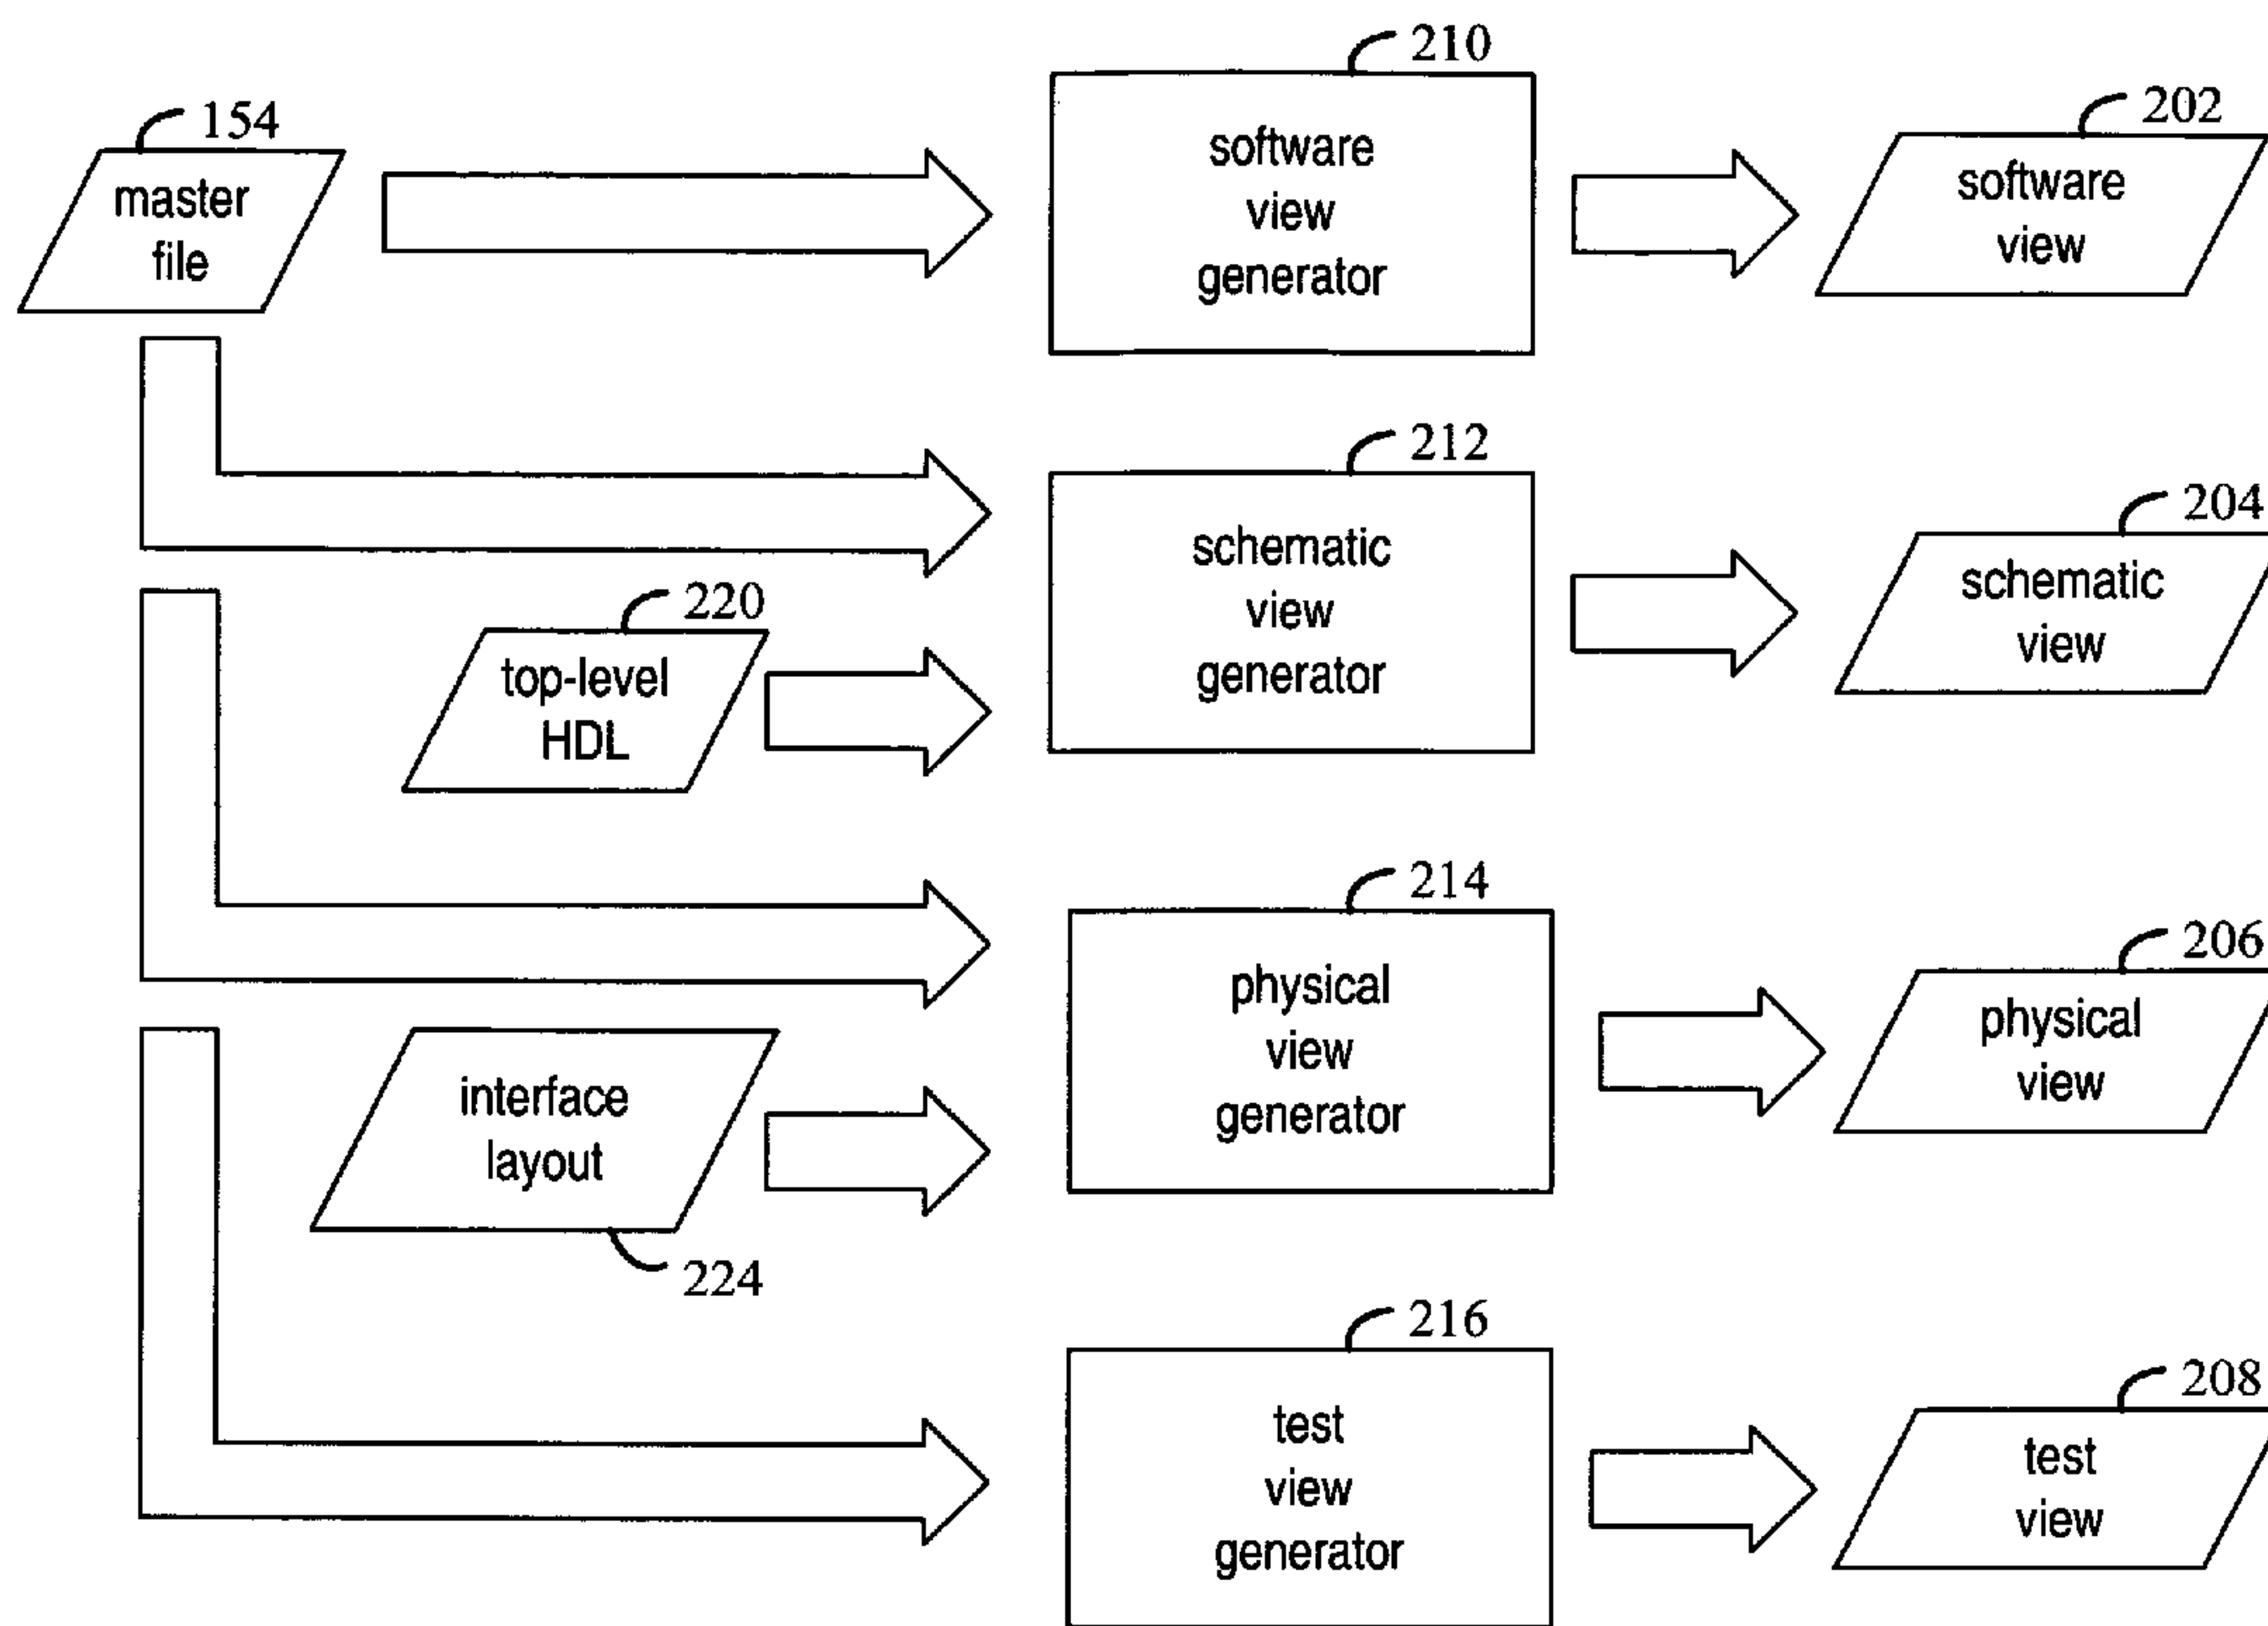 210
154
202
master
file
software
view
generator
software
view
212
204
schematic
view
generator
schematic
view
220
top-level
HDL
214
206
physical
view
generator
physical
view
interface
layout
224
216
208
test
view
generator
test
view